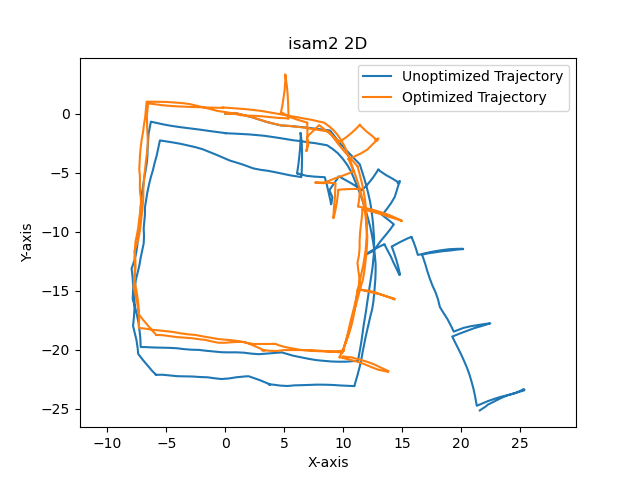 isam2 2D
Unoptimized Trajectory
Optimized Trajectory
Y-axis
0
−5
−10
−15
−20
−25
−10
−5
0
5
10
15
20
25
X-axis